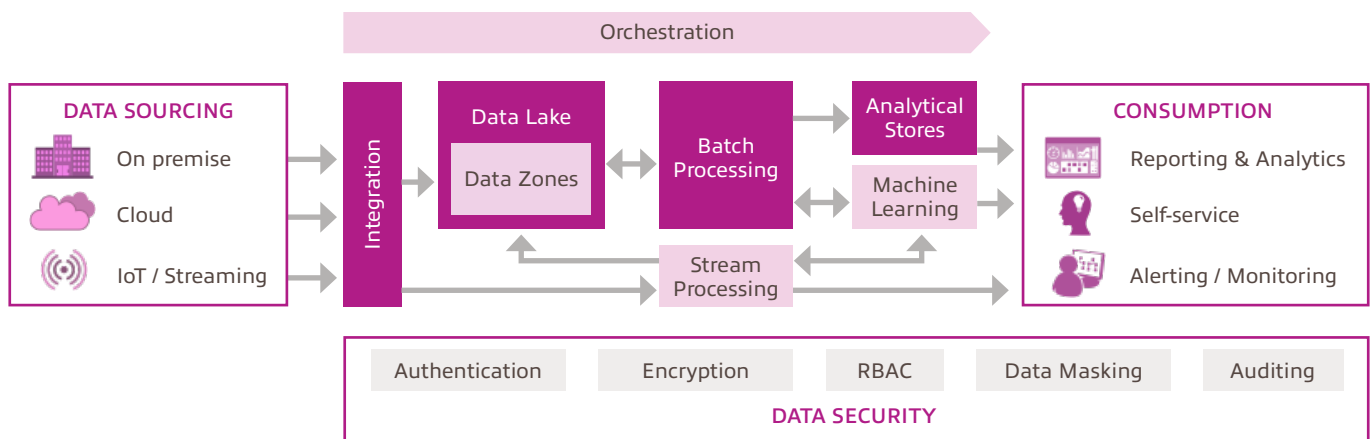 Orchestration
DATA SOURCING
On premise
Cloud
IoT / Streaming
Integration
Data Lake
Data Zones
Batch
Processing
Stream
Processing
Analytical
Stores
Machine
Learning
CONSUMPTION
Reporting & Analytics
Self-service
Alerting / Monitoring
Authentication
Encryption
RBAC
Data Masking
Auditing
DATA SECURITY